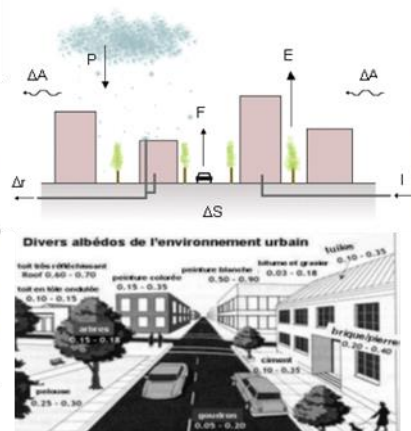 P
E
ΔA
ΔA
F
Δr
I
ΔS
Divers albédos de l'environnement urbain
tuiles
0.10 - 0.35
toit très réfléchissant
Roof 0.60 - 0.70
peinture colorée
0.15 - 0.35
peinture blanche
0.50 - 0.90
bitume et gravier
0.03 - 0.18
toit en tôle ondulée
0.10 - 0.15
arbres
0.15 - 0.18
brique/pierre
0.20 - 0.40
ciment
0.10 - 0.35
pelouse
0.25 - 0.30
goudron
0.05 - 0.20